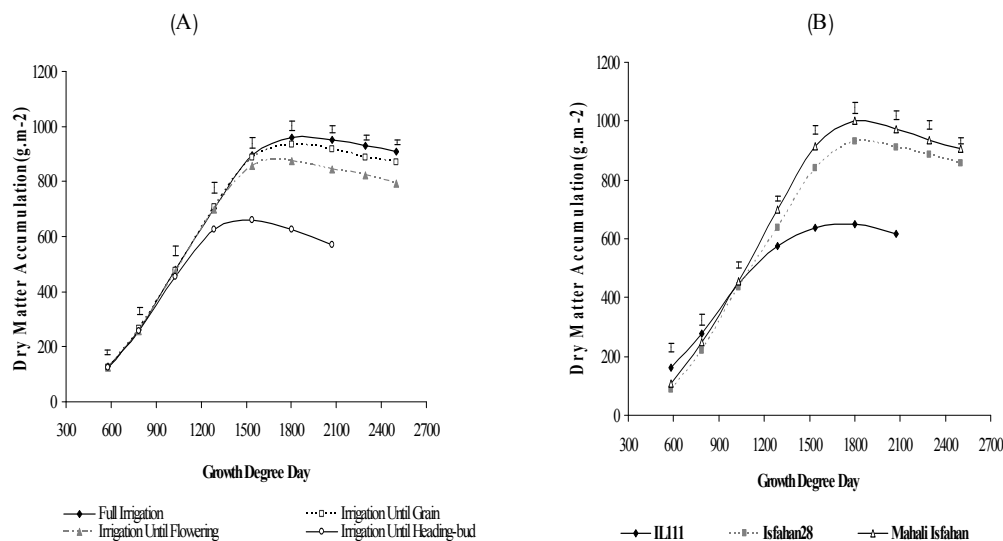 (A)
1200
1000
800
600
400
200
0
300 600 900 1200 1500 1800 2100 2400 2700
Dry Matter Accumulation (g.m-2)
Growth Degree Day
Full Irrigation
Irrigation Until Grain
Irrigation Until Flowering
Irrigation Until Heading-bud
(B)
1200
1000
800
600
400
200
0
300 600 900 1200 1500 1800 2100 2400 2700
Dry Matter Accumulation (g.m-2)
Growth Degree Day
IL111 Isfahan28 Mahali Isfahan